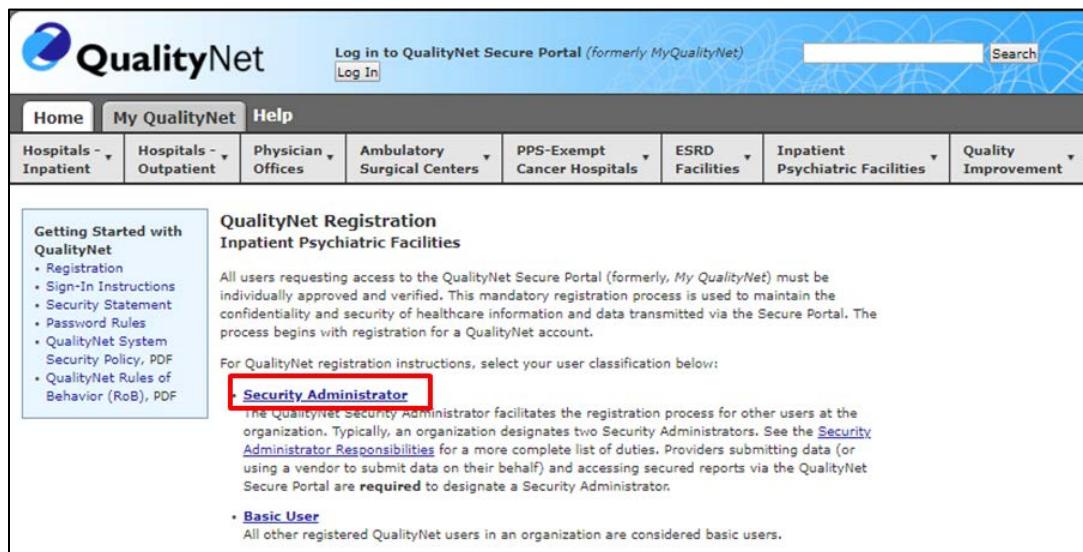 QualityNet
Log in to QualityNet Secure Portal (formerly MyQualityNet)
Log In
Search
Home
My QualityNet
Help
Hospitals - Inpatient
Hospitals - Outpatient
Physician Offices
Ambulatory Surgical Centers
PPS-Exempt Cancer Hospitals
ESRD Facilities
Inpatient Psychiatric Facilities
Quality Improvement
Getting Started with
QualityNet
• Registration
• Sign-In Instructions
• Security Statement
• Password Rules
• QualityNet System
Security Policy, PDF
• QualityNet Rules of
Behavior (RoB), PDF
QualityNet Registration
Inpatient Psychiatric Facilities
All users requesting access to the QualityNet Secure Portal (formerly, My QualityNet) must be
individually approved and verified. This mandatory registration process is used to maintain the
confidentiality and security of healthcare information and data transmitted via the Secure Portal. The
process begins with registration for a QualityNet account.
For QualityNet registration instructions, select your user classification below:
• Security Administrator
The QualityNet Security Administrator facilitates the registration process for other users at the
organization. Typically, an organization designates two Security Administrators. See the Security
Administrator Responsibilities for a more complete list of duties. Providers submitting data (or
using a vendor to submit data on their behalf) and accessing secured reports via the QualityNet
Secure Portal are required to designate a Security Administrator.
• Basic User
All other registered QualityNet users in an organization are considered basic users.